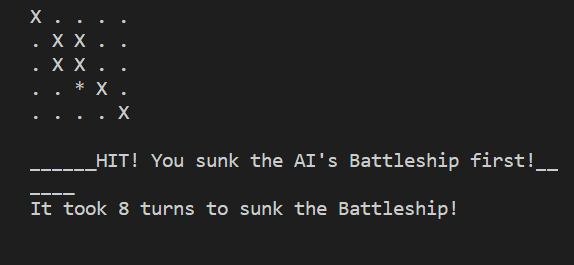 X . . . .
. X X . .
. X X . .
. . * X .
. . . . X
______HIT! You sunk the AI's Battleship first!__
____
It took 8 turns to sunk the Battleship!